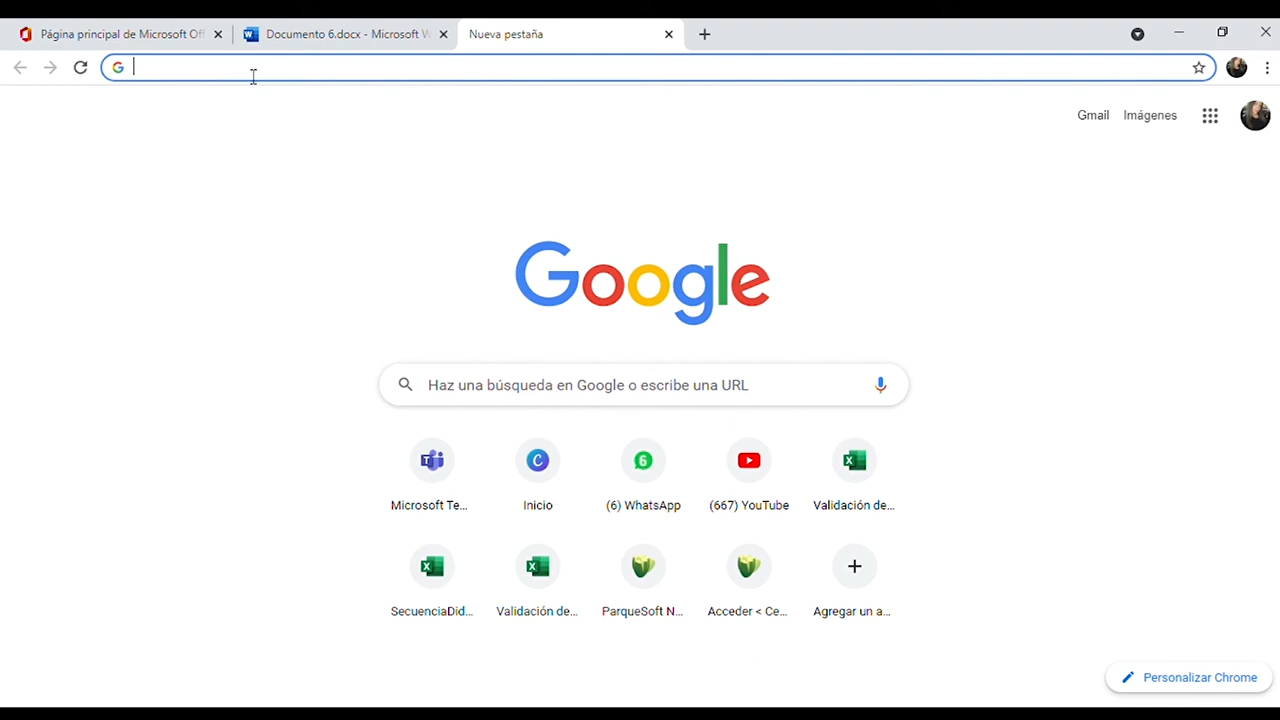 Página principal de Microsoft Off
Documento 6.docx - Microsoft W
Nueva pestaña
Gmail
Imágenes
Google
Haz una búsqueda en Google o escribe una URL
Microsoft Te...
Inicio
(6) WhatsApp
(667) YouTube
Validación de...
SecuenciaDid...
Validación de...
ParqueSoft N...
Acceder < Ce...
Agregar un a...
Personalizar Chrome